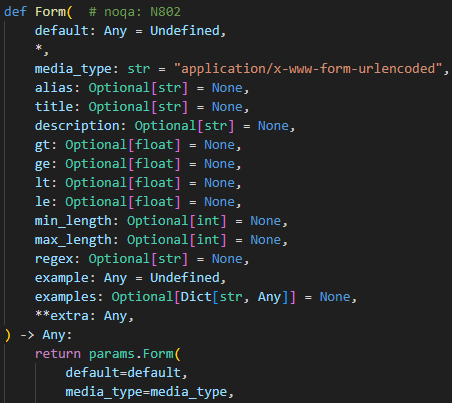 def Form(  # noqa: N802
    default: Any = Undefined,
    *,
    media_type: str = "application/x-www-form-urlencoded",
    alias: Optional[str] = None,
    title: Optional[str] = None,
    description: Optional[str] = None,
    gt: Optional[float] = None,
    ge: Optional[float] = None,
    lt: Optional[float] = None,
    le: Optional[float] = None,
    min_length: Optional[int] = None,
    max_length: Optional[int] = None,
    regex: Optional[str] = None,
    example: Any = Undefined,
    examples: Optional[Dict[str, Any]] = None,
    **extra: Any,
) -> Any:
    return params.Form(
        default=default,
        media_type=media_type,